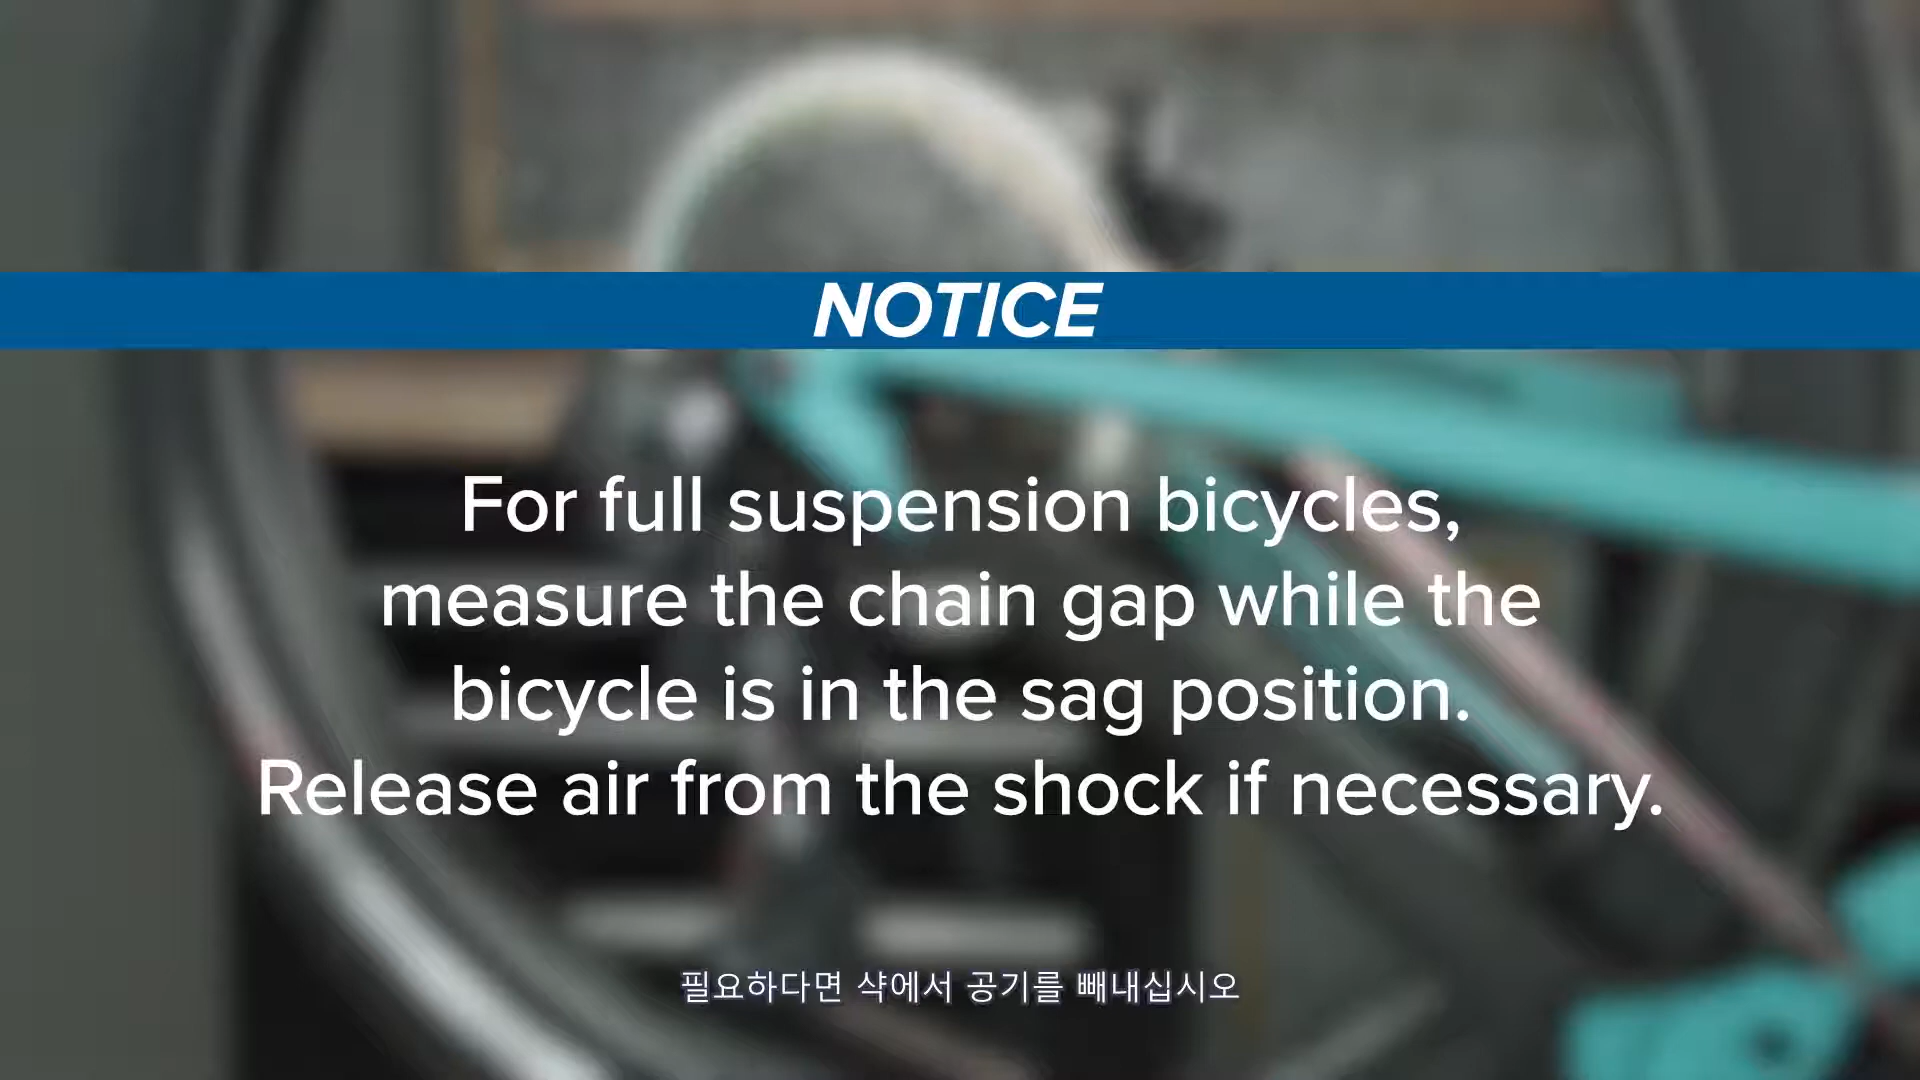 NOTICE
For full suspension bicycles,
measure the chain gap while the
bicycle is in the sag position.
Release air from the shock if necessary.
필요하다면 샥에서 공기를 빼내십시오